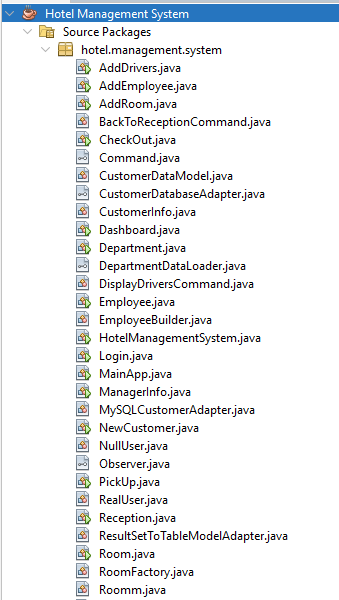 Hotel Management System
Source Packages
hotel.management.system
AddDrivers.java
AddEmployee.java
AddRoom.java
BackToReceptionCommand.java
CheckOut.java
Command.java
CustomerDataModel.java
CustomerDatabaseAdapter.java
CustomerInfo.java
Dashboard.java
Department.java
DepartmentDataLoader.java
DisplayDriversCommand.java
Employee.java
EmployeeBuilder.java
HotelManagementSystem.java
Login.java
MainApp.java
ManagerInfo.java
MySQLCustomerAdapter.java
NewCustomer.java
NullUser.java
Observer.java
PickUp.java
RealUser.java
Reception.java
ResultSetToTableModelAdapter.java
Room.java
RoomFactory.java
Roomm.java